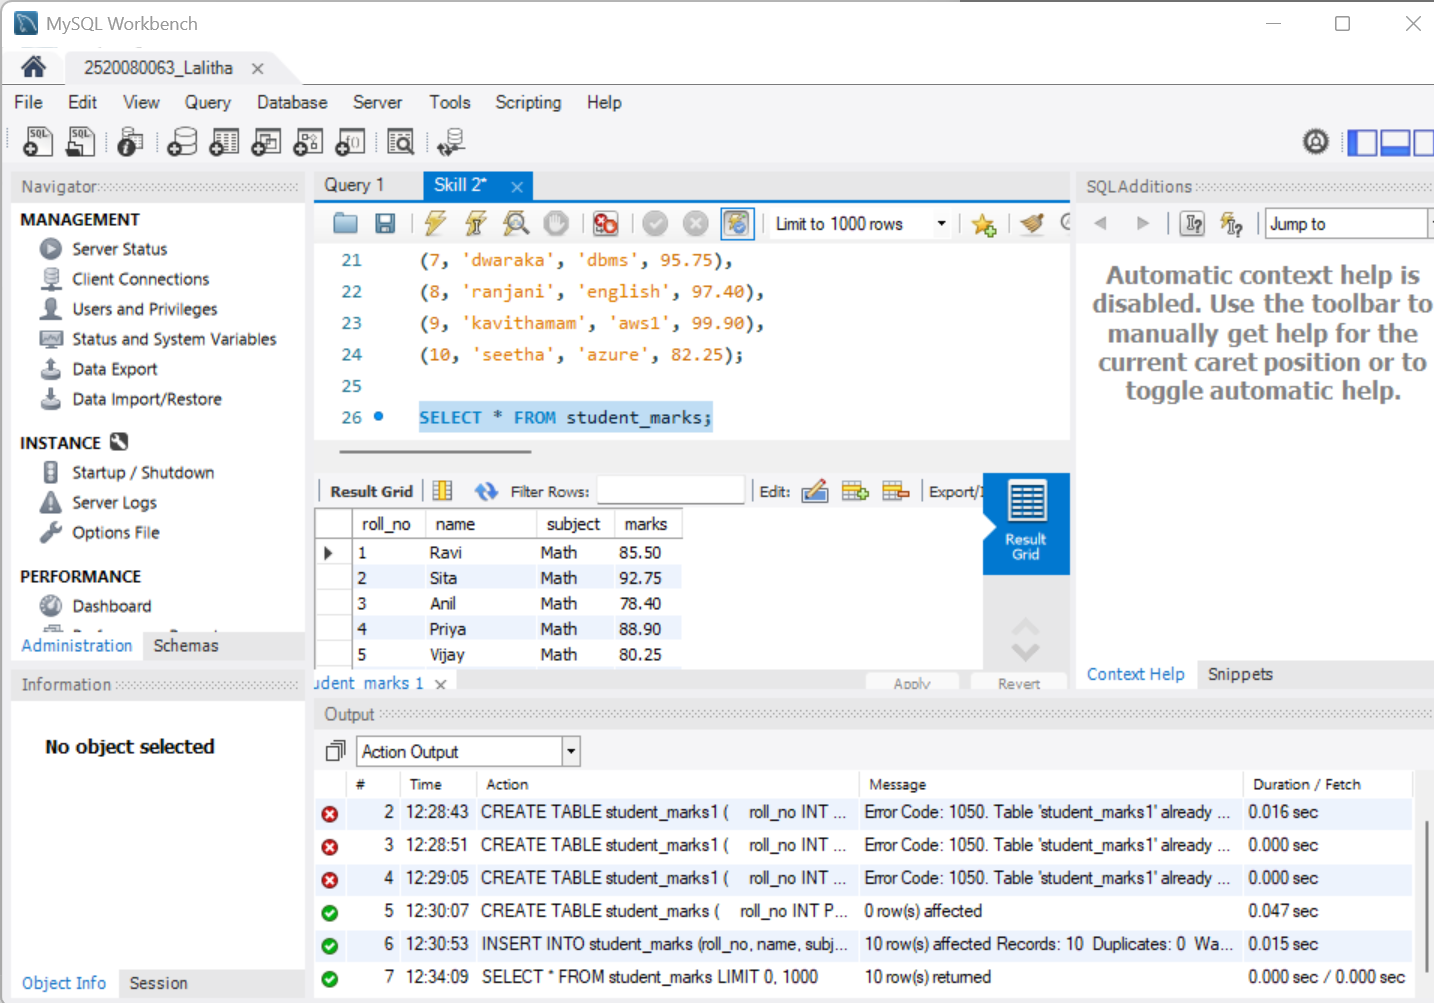 MySQL Workbench
2520080063_Lalitha
File Edit View Query Database Server Tools Scripting Help
Navigator
MANAGEMENT
Server Status
Client Connections
Users and Privileges
Status and System Variables
Data Export
Data Import/Restore
INSTANCE
Startup / Shutdown
Server Logs
Options File
PERFORMANCE
Dashboard
Administration Schemas
Information
No object selected
Object Info Session
Query 1 Skill 2*
Limit to 1000 rows
21 (7, 'dwaraka', 'dbms', 95.75),
22 (8, 'ranjani', 'english', 97.40),
23 (9, 'kavithamam', 'aws1', 99.90),
24 (10, 'seetha', 'azure', 82.25);
25
26 SELECT * FROM student_marks;
Result Grid Filter Rows: Edit: Export/I
roll_no name subject marks
1 Ravi Math 85.50
2 Sita Math 92.75
3 Anil Math 78.40
4 Priya Math 88.90
5 Vijay Math 80.25
Result
Grid
udent_marks 1 Apply Revert
SQLAdditions
Jump to
Automatic context help is
disabled. Use the toolbar to
manually get help for the
current caret position or to
toggle automatic help.
Context Help Snippets
Output
Action Output
# Time Action Message Duration / Fetch
2 12:28:43 CREATE TABLE student_marks1 ( roll_no INT ... Error Code: 1050. Table 'student_marks1' already ... 0.016 sec
3 12:28:51 CREATE TABLE student_marks1 ( roll_no INT ... Error Code: 1050. Table 'student_marks1' already ... 0.000 sec
4 12:29:05 CREATE TABLE student_marks1 ( roll_no INT ... Error Code: 1050. Table 'student_marks1' already ... 0.000 sec
5 12:30:07 CREATE TABLE student_marks ( roll_no INT P... 0 row(s) affected 0.047 sec
6 12:30:53 INSERT INTO student_marks (roll_no, name, subj... 10 row(s) affected Records: 10 Duplicates: 0 Wa... 0.015 sec
7 12:34:09 SELECT * FROM student_marks LIMIT 0, 1000 10 row(s) returned 0.000 sec / 0.000 sec